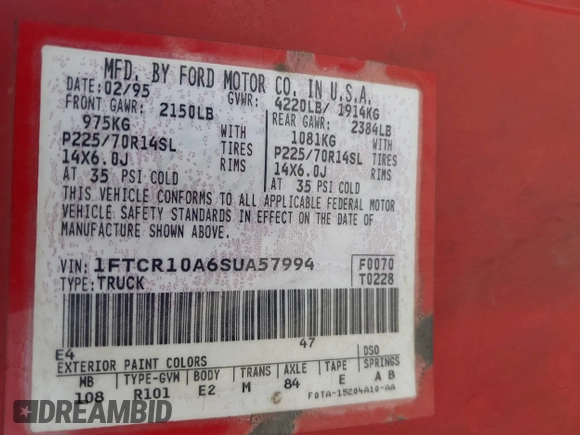 MFD. BY FORD MOTOR CO. IN U.S.A.
DATE: 02/95 GVWR: 4220LB/ 1914KG
FRONT GAWR: 2150LB REAR GAWR: 2384LB
975KG WITH 1081KG WITH
P225/70R14SL TIRES P225/70R14SL TIRES
14X6.0J RIMS 14X6.0J RIMS
AT 35 PSI COLD AT 35 PSI COLD
THIS VEHICLE CONFORMS TO ALL APPLICABLE FEDERAL MOTOR
VEHICLE SAFETY STANDARDS IN EFFECT ON THE DATE OF
MANUFACTURE SHOWN ABOVE.
VIN: 1FTCR10A6SUA57994 F0070
TYPE: TRUCK T0228
E4 47
EXTERIOR PAINT COLORS DSO
WB TYPE-GVM BODY TRANS AXLE TAPE SPRINGS
108 R101 E2 M 84 E A B
C F0TA-15204A10-AA
DREAMBID